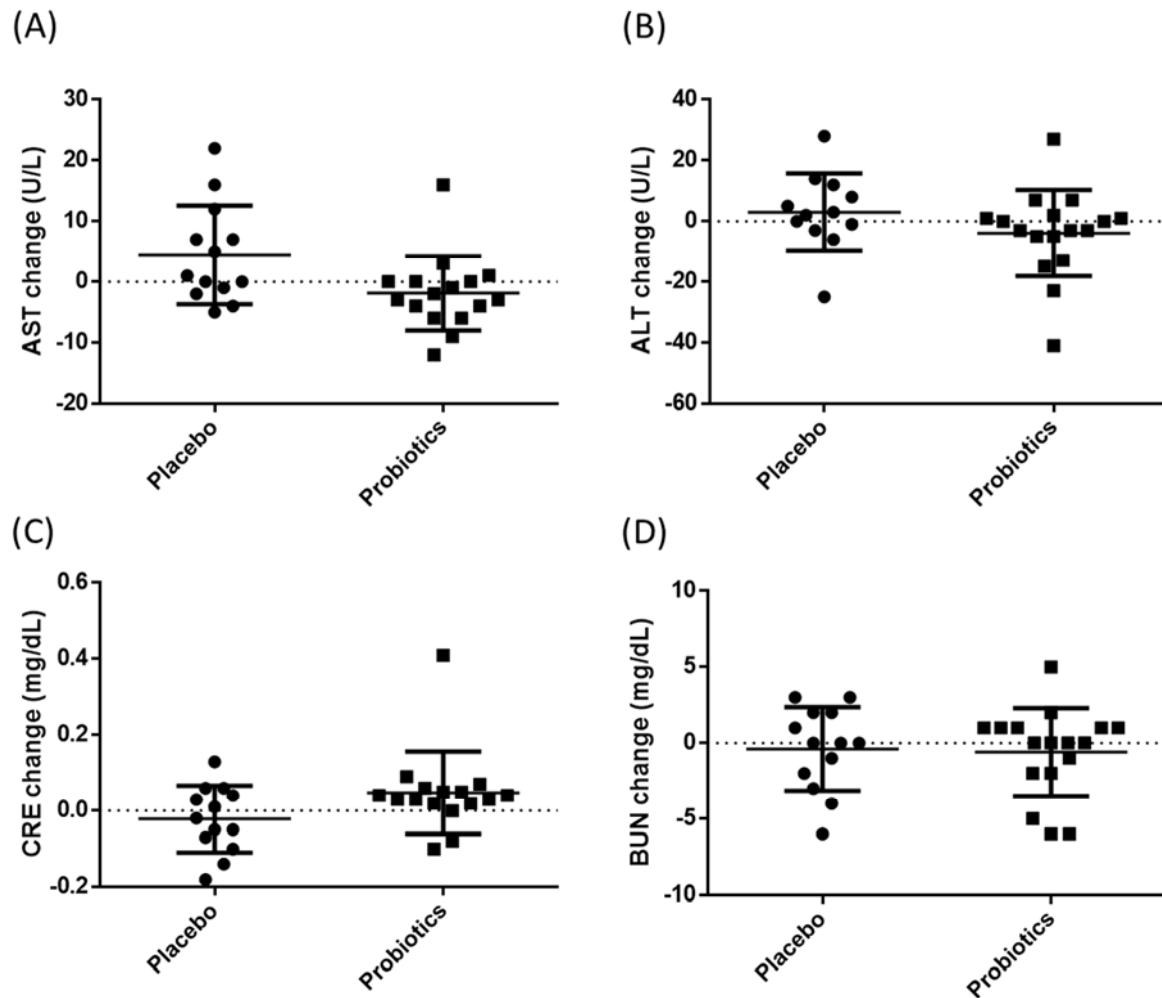 (A)
AST change (U/L)
30
20
10
0
-10
-20
Placebo
Probiotics
(B)
ALT change (U/L)
40
20
0
-20
-40
-60
Placebo
Probiotics
(C)
CRE change (mg/dL)
0.6
0.4
0.2
0.0
-0.2
Placebo
Probiotics
(D)
BUN change (mg/dL)
10
5
0
-5
-10
Placebo
Probiotics